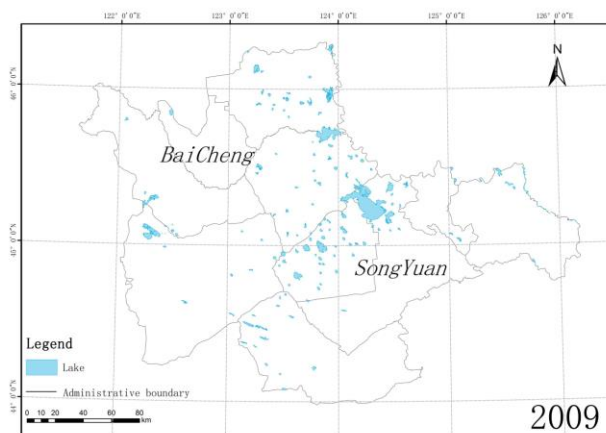 122° 0′0″E 123° 0′0″E 124° 0′0″E 125° 0′0″E 126° 0′0″E
N
46° 0′0″N
BaiCheng
45° 0′0″N
SongYuan
Legend
Lake
Administrative boundary
44° 0′0″N
0 10 20 40 60 80
km
2009